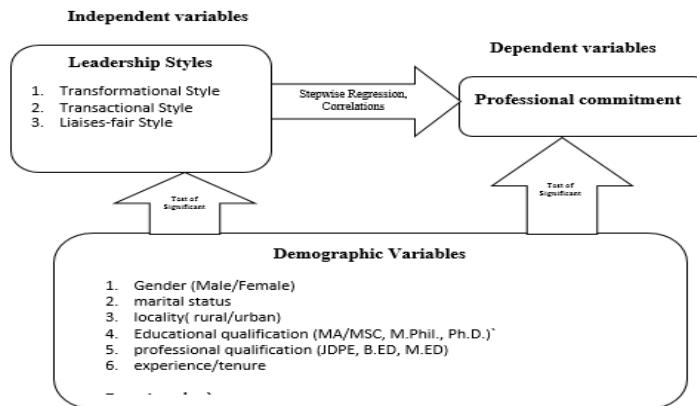 Independent variables
Dependent variables
Leadership Styles
1. Transformational Style
2. Transactional Style
3. Liaises-fair Style
Stepwise Regression,
Correlations
Professional commitment
Test of
Significant
Test of
Significant
Demographic Variables
1. Gender (Male/Female)
2. marital status
3. locality( rural/urban)
4. Educational qualification (MA/MSC, M.Phil., Ph.D.)`
5. professional qualification (JDPE, B.ED, M.ED)
6. experience/tenure